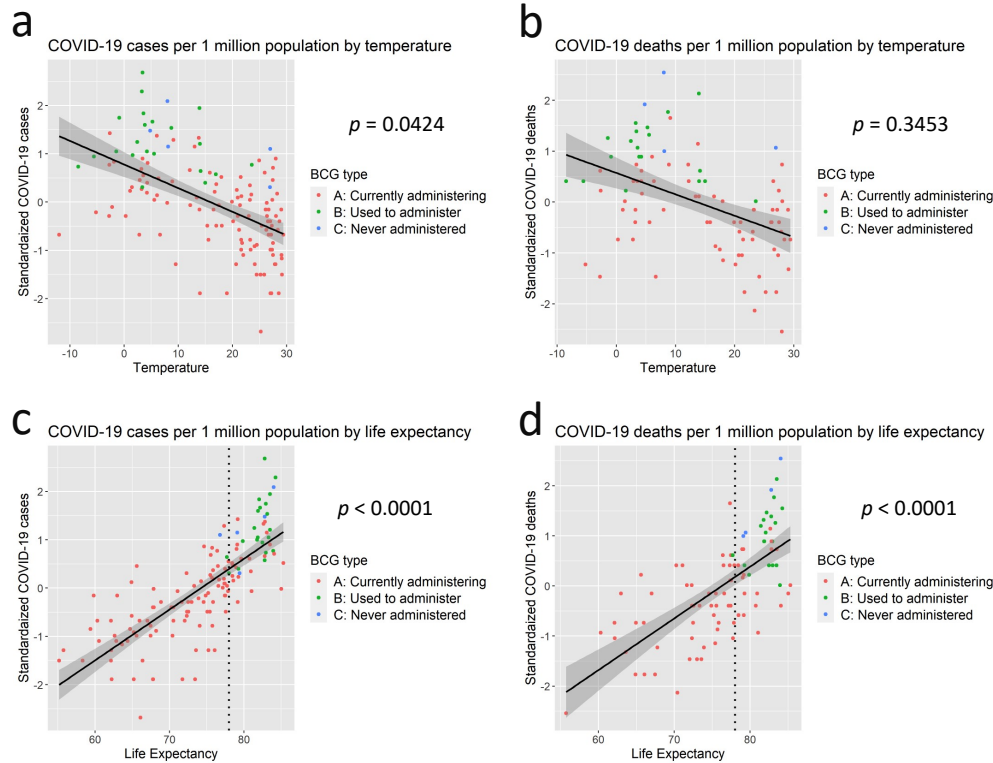 a
COVID-19 cases per 1 million population by temperature
Standardaized COVID-19 cases
2
1
0
-1
-2
-10 0 10 20 30
Temperature
p = 0.0424
BCG type
A: Currently administering
B: Used to administer
C: Never administered
b
COVID-19 deaths per 1 million population by temperature
Standardaized COVID-19 deaths
2
1
0
-1
-2
-10 0 10 20 30
Temperature
p = 0.3453
BCG type
A: Currently administering
B: Used to administer
C: Never administered
c
COVID-19 cases per 1 million population by life expectancy
Standardaized COVID-19 cases
2
1
0
-1
-2
60 70 80
Life Expectancy
p < 0.0001
BCG type
A: Currently administering
B: Used to administer
C: Never administered
d
COVID-19 deaths per 1 million population by life expectancy
Standardaized COVID-19 deaths
2
1
0
-1
-2
60 70 80
Life Expectancy
p < 0.0001
BCG type
A: Currently administering
B: Used to administer
C: Never administered